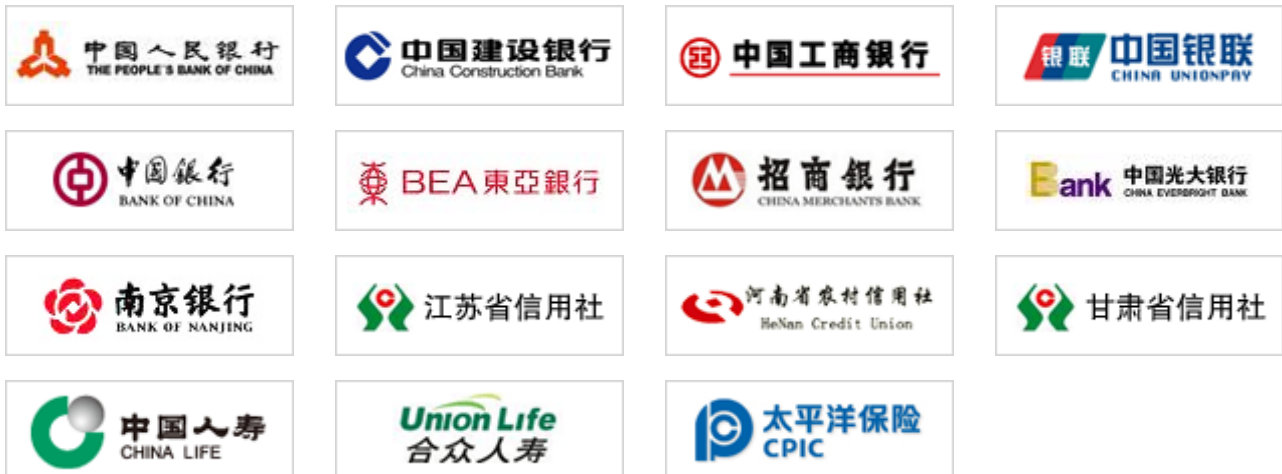 中国人民银行
THE PEOPLE'S BANK OF CHINA
中国建设银行
China Construction Bank
中国工商银行
银联 中国银联
CHINA UNIONPAY
中国银行
BANK OF CHINA
BEA東亞銀行
招商銀行
CHINA MERCHANTS BANK
Bank 中国光大银行
CHINA EVERBRIGHT BANK
南京银行
BANK OF NANJING
江苏省信用社
河南省农村信用社
HeNan Credit Union
甘肃省信用社
中国人寿
CHINA LIFE
Union Life
合众人寿
太平洋保险
CPIC